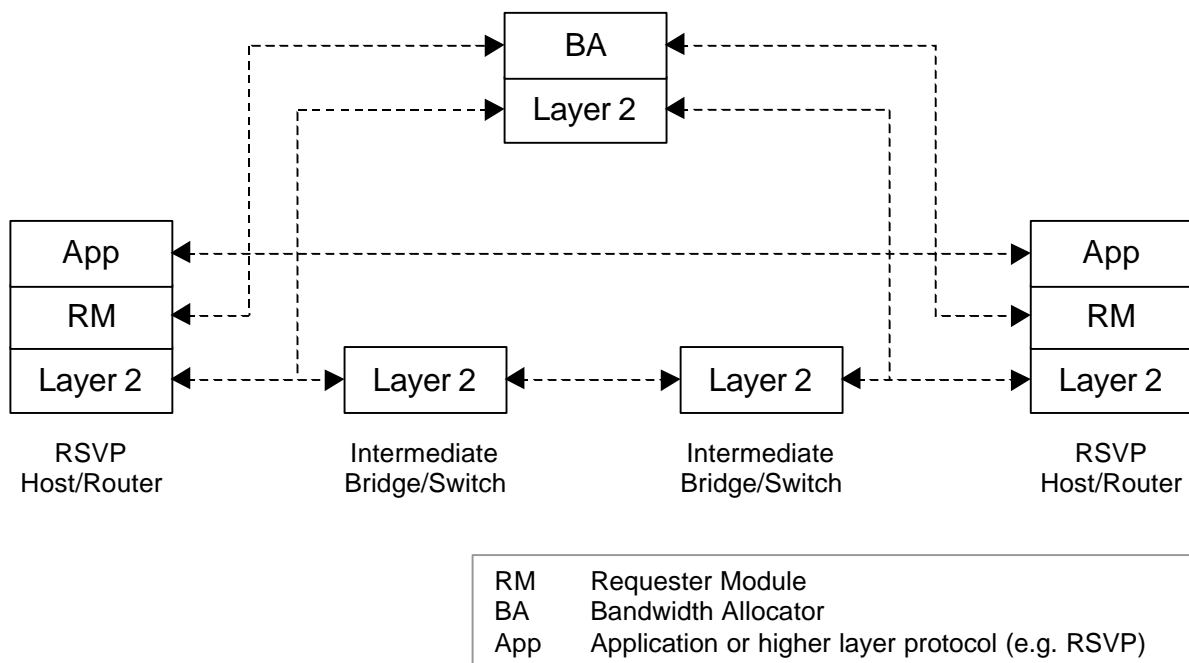 BA
Layer 2
App
App
RM
RM
Layer 2
Layer 2
Layer 2
Layer 2
RSVP
Host/Router
Intermediate
Bridge/Switch
Intermediate
Bridge/Switch
RSVP
Host/Router
RM Requester Module
BA Bandwidth Allocator
App Application or higher layer protocol (e.g. RSVP)